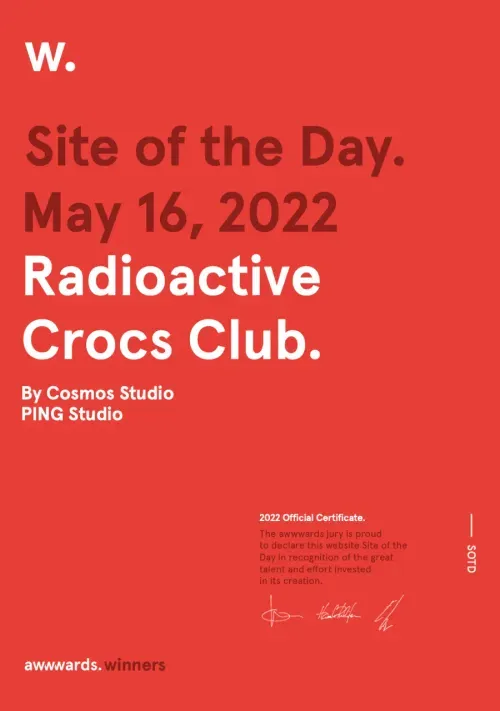 w.
Site of the Day.
May 16, 2022
Radioactive
Crocs Club.
By Cosmos Studio
PING Studio
2022 Official Certificate.
The awwwards jury is proud
to declare this website Site of the
Day in recognition of the great
talent and effort invested
in its creation.
SOTD
awwwards.winners